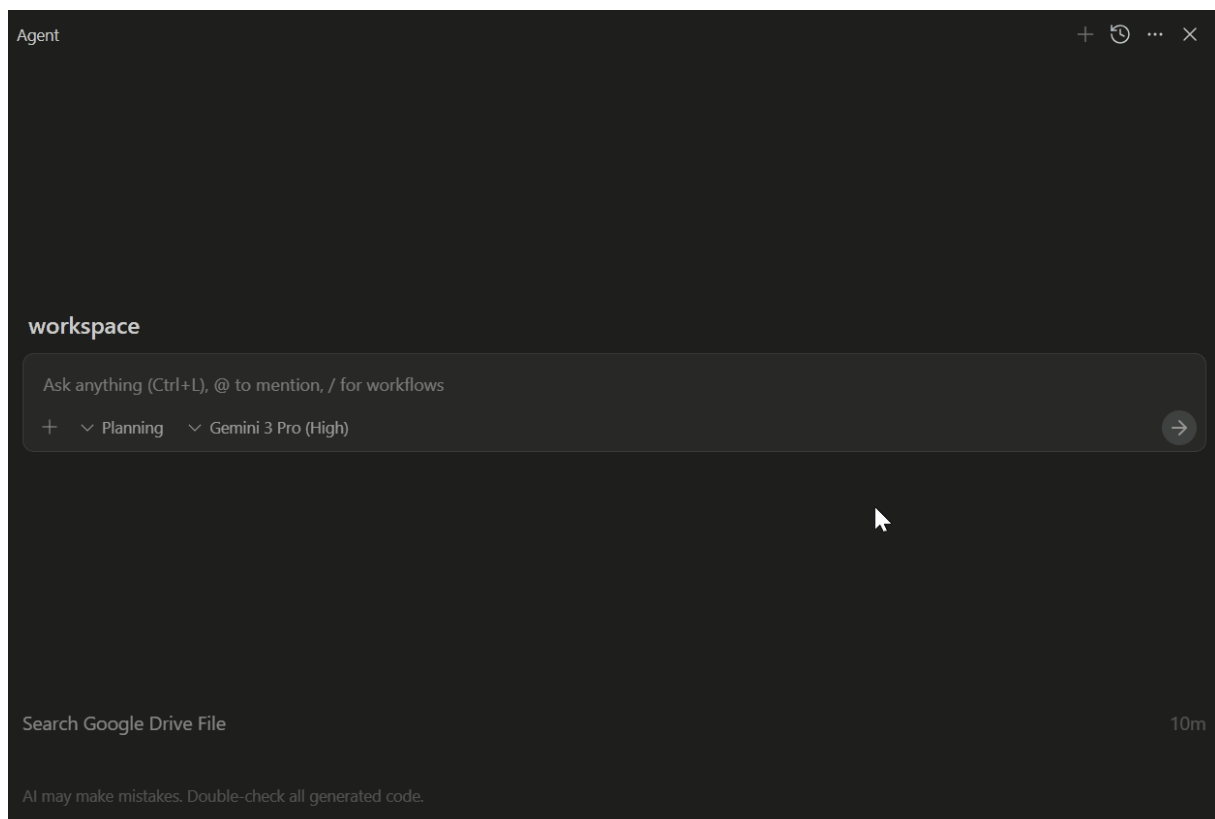 Agent
workspace
Ask anything (Ctrl+L), @ to mention, / for workflows
Planning Gemini 3 Pro (High)
Search Google Drive File 10m
AI may make mistakes. Double-check all generated code.